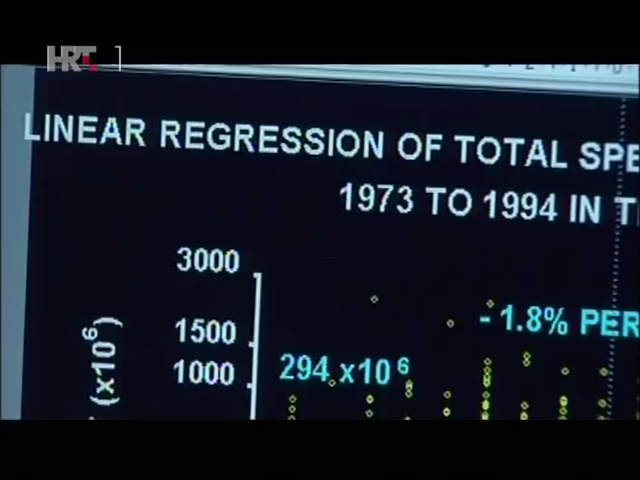 HRT 1
LINEAR REGRESSION OF TOTAL SPE
1973 TO 1994 IN T
3000
- 1.8% PER
1500
294 x10⁶
1000
(x10⁶)